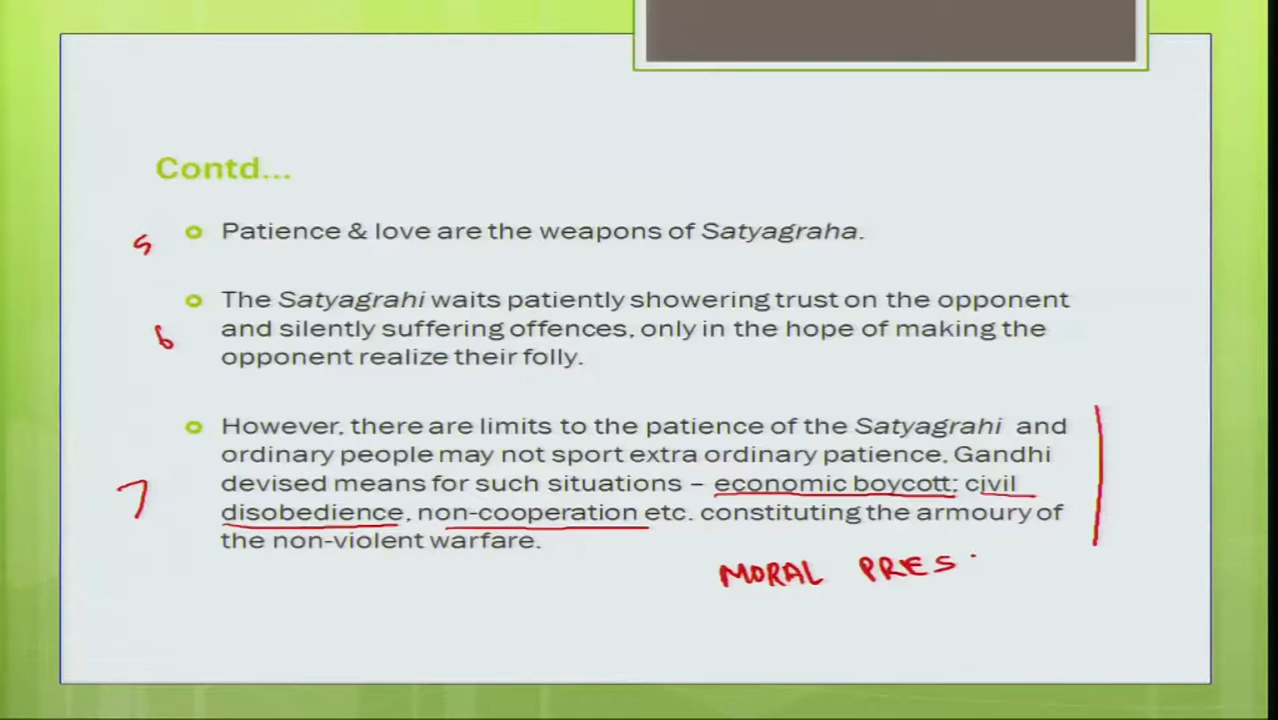 Contd...
5 Patience & love are the weapons of Satyagraha.
The Satyagrahi waits patiently showering trust on the opponent
6 and silently suffering offences, only in the hope of making the
opponent realize their folly.
However, there are limits to the patience of the Satyagrahi and
ordinary people may not sport extra ordinary patience, Gandhi
7 devised means for such situations – economic boycott; civil
disobedience, non-cooperation etc. constituting the armoury of
the non-violent warfare.
MORAL PRES